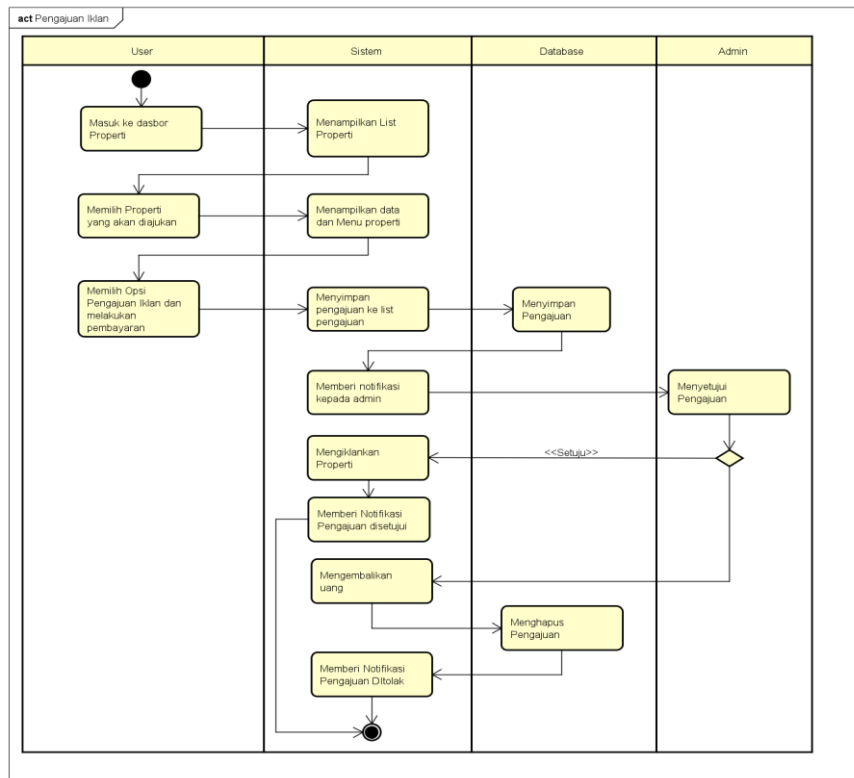 act Pengajuan Iklan
User
Sistem
Database
Admin
Masuk ke dasbor
Properti
Menampilkan List
Properti
Memilih Properti
yang akan diajukan
Menampilkan data
dan Menu properti
Memilih Opsi
Pengajuan Iklan dan
melakukan
pembayaran
Menyimpan
pengajuan ke list
pengajuan
Menyimpan
Pengajuan
Memberi notifikasi
kepada admin
Menyetujui
Pengajuan
Mengiklankan
Properti
<<Setuju>>
Memberi Notifikasi
Pengajuan disetujui
Mengembalikan
uang
Menghapus
Pengajuan
Memberi Notifikasi
Pengajuan DItolak